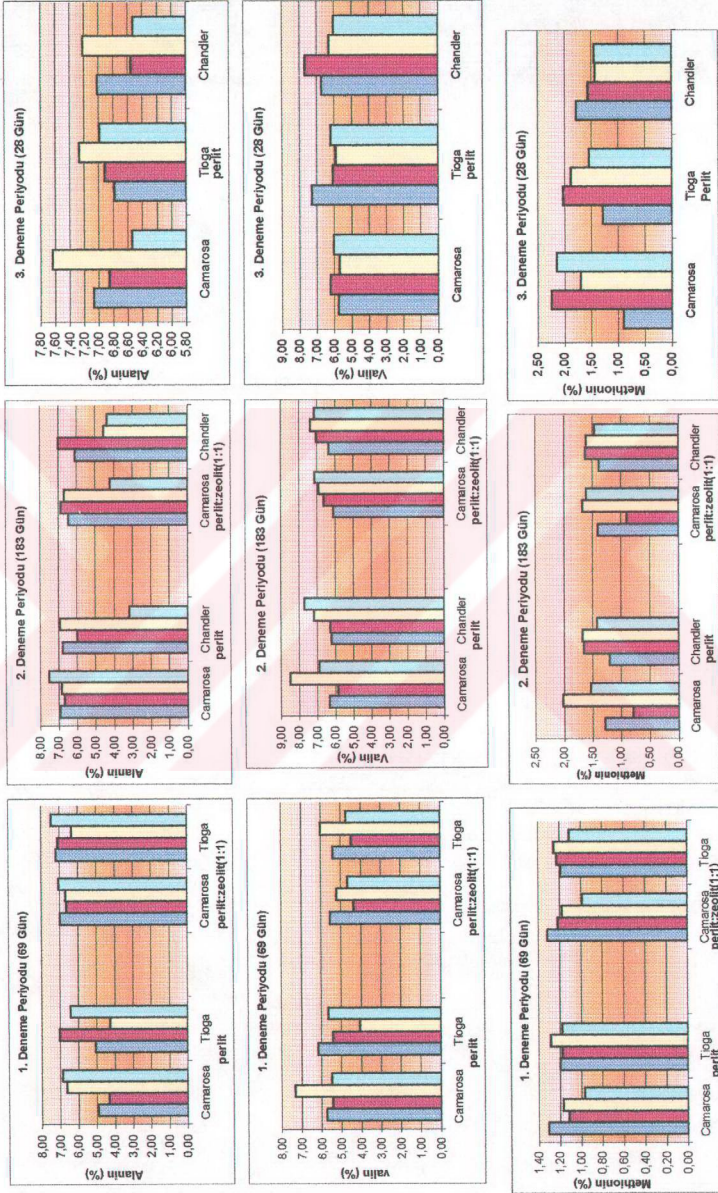 1. Deneme Periyodu (69 Gün)
Alanin (%)
8,00
7,00
6,00
5,00
4,00
3,00
2,00
1,00
0,00
Camarosa Tioga Camarosa Tioga
perlit perlit:zeolit(1:1)
2. Deneme Periyodu (183 Gün)
Alanin (%)
8,00
7,00
6,00
5,00
4,00
3,00
2,00
1,00
0,00
Camarosa Chandler Camarosa Chandler
perlit perlit:zeolit(1:1)
3. Deneme Periyodu (28 Gün)
Alanin (%)
7,80
7,60
7,40
7,20
7,00
6,80
6,60
6,40
6,20
6,00
5,80
Camarosa Tioga Chandler
perlit
1. Deneme Periyodu (69 Gün)
valin (%)
8,00
7,00
6,00
5,00
4,00
3,00
2,00
1,00
0,00
Camarosa Tioga Camarosa Tioga
perlit perlit:zeolit(1:1)
2. Deneme Periyodu (183 Gün)
Valin (%)
9,00
8,00
7,00
6,00
5,00
4,00
3,00
2,00
1,00
0,00
Camarosa Chandler Camarosa Chandler
perlit perlit:zeolit(1:1)
3. Deneme Periyodu (28 Gün)
Valin (%)
9,00
8,00
7,00
6,00
5,00
4,00
3,00
2,00
1,00
0,00
Camarosa Tioga Chandler
perlit
1. Deneme Periyodu (69 Gün)
Methionin (%)
1,40
1,20
1,00
0,80
0,60
0,40
0,20
0,00
Camarosa Tioga Camarosa Tioga
perlit perlit:zeolit(1:1)
2. Deneme Periyodu (183 Gün)
Methionin (%)
2,50
2,00
1,50
1,00
0,50
0,00
Camarosa Chandler Camarosa Chandler
perlit perlit:zeolit(1:1)
3. Deneme Periyodu (28 Gün)
Methionin (%)
2,50
2,00
1,50
1,00
0,50
0,00
Camarosa Tioga Chandler
Perlit